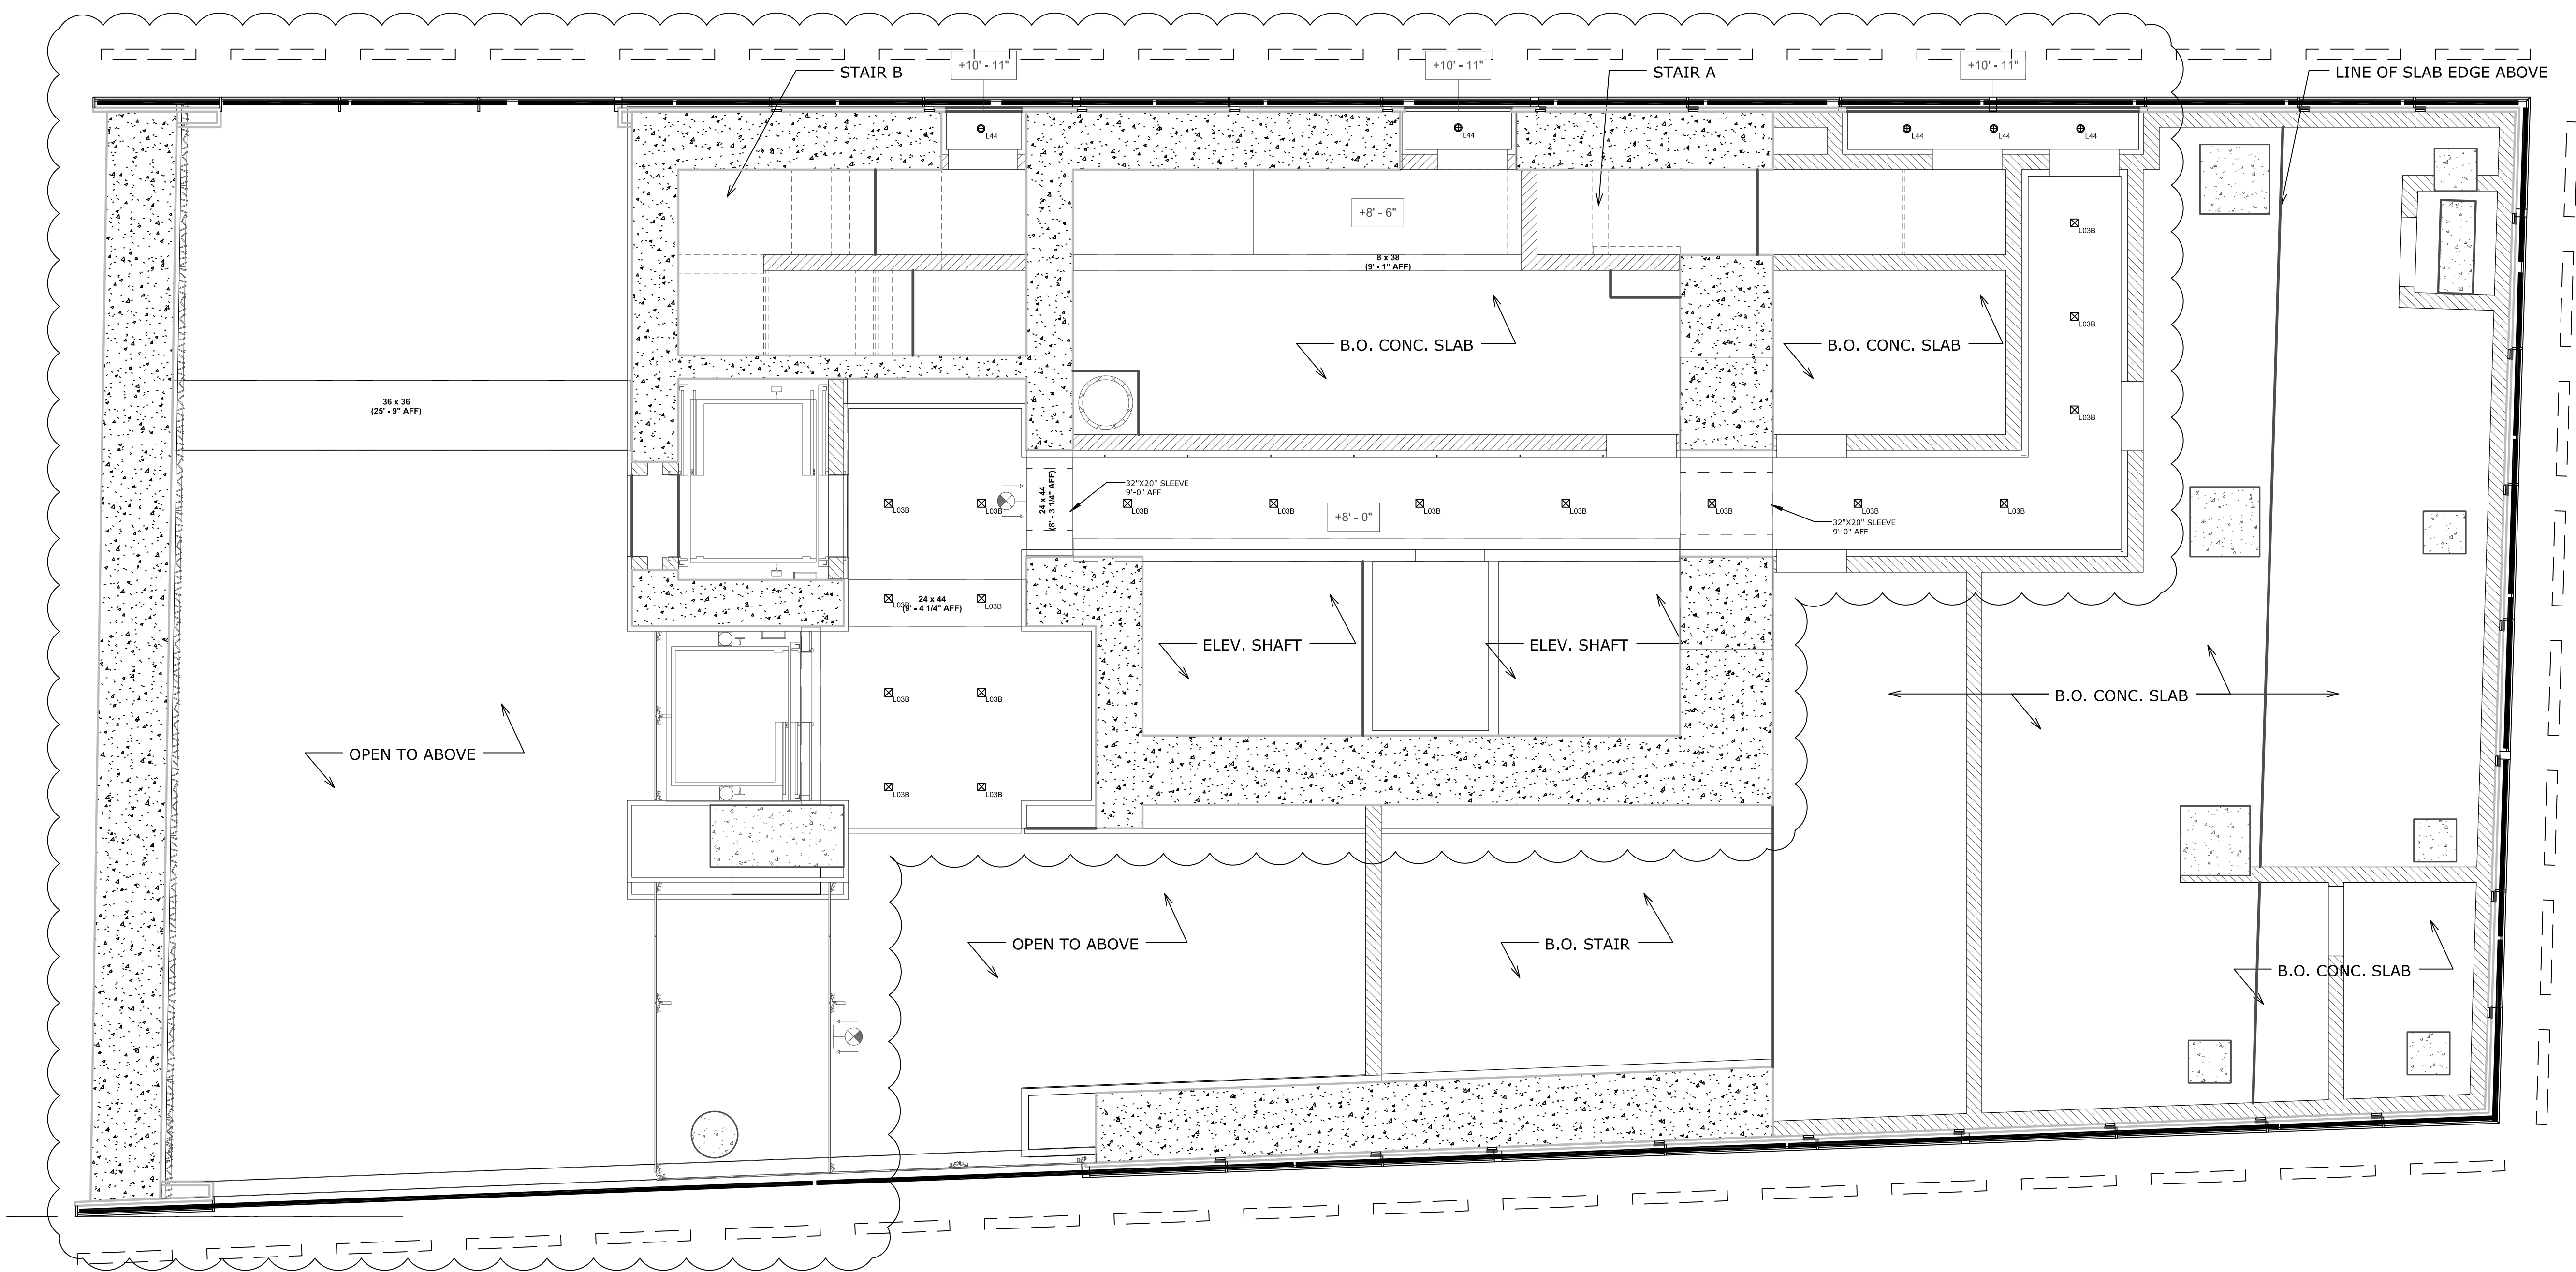 +10' - 11"
+10' - 11"
+10' - 11"
STAIR B
STAIR A
LINE OF SLAB EDGE ABOVE
L44
L44
L44
L44
L44
+8' - 6"
L03B
8 x 38
(9' - 1" AFF)
L03B
B.O. CONC. SLAB
B.O. CONC. SLAB
36 x 36
(25' - 9" AFF)
L03B
24 x 44
(8' - 3 1/4" AFF)
32"X20" SLEEVE
9'-0" AFF
L03B
L03B
L03B
L03B
+8' - 0"
L03B
L03B
L03B
L03B
L03B
32"X20" SLEEVE
9'-0" AFF
L03B
L03B
24 x 44
(9' - 4 1/4" AFF)
ELEV. SHAFT
ELEV. SHAFT
L03B
L03B
B.O. CONC. SLAB
OPEN TO ABOVE
L03B
L03B
OPEN TO ABOVE
B.O. STAIR
B.O. CONC. SLAB